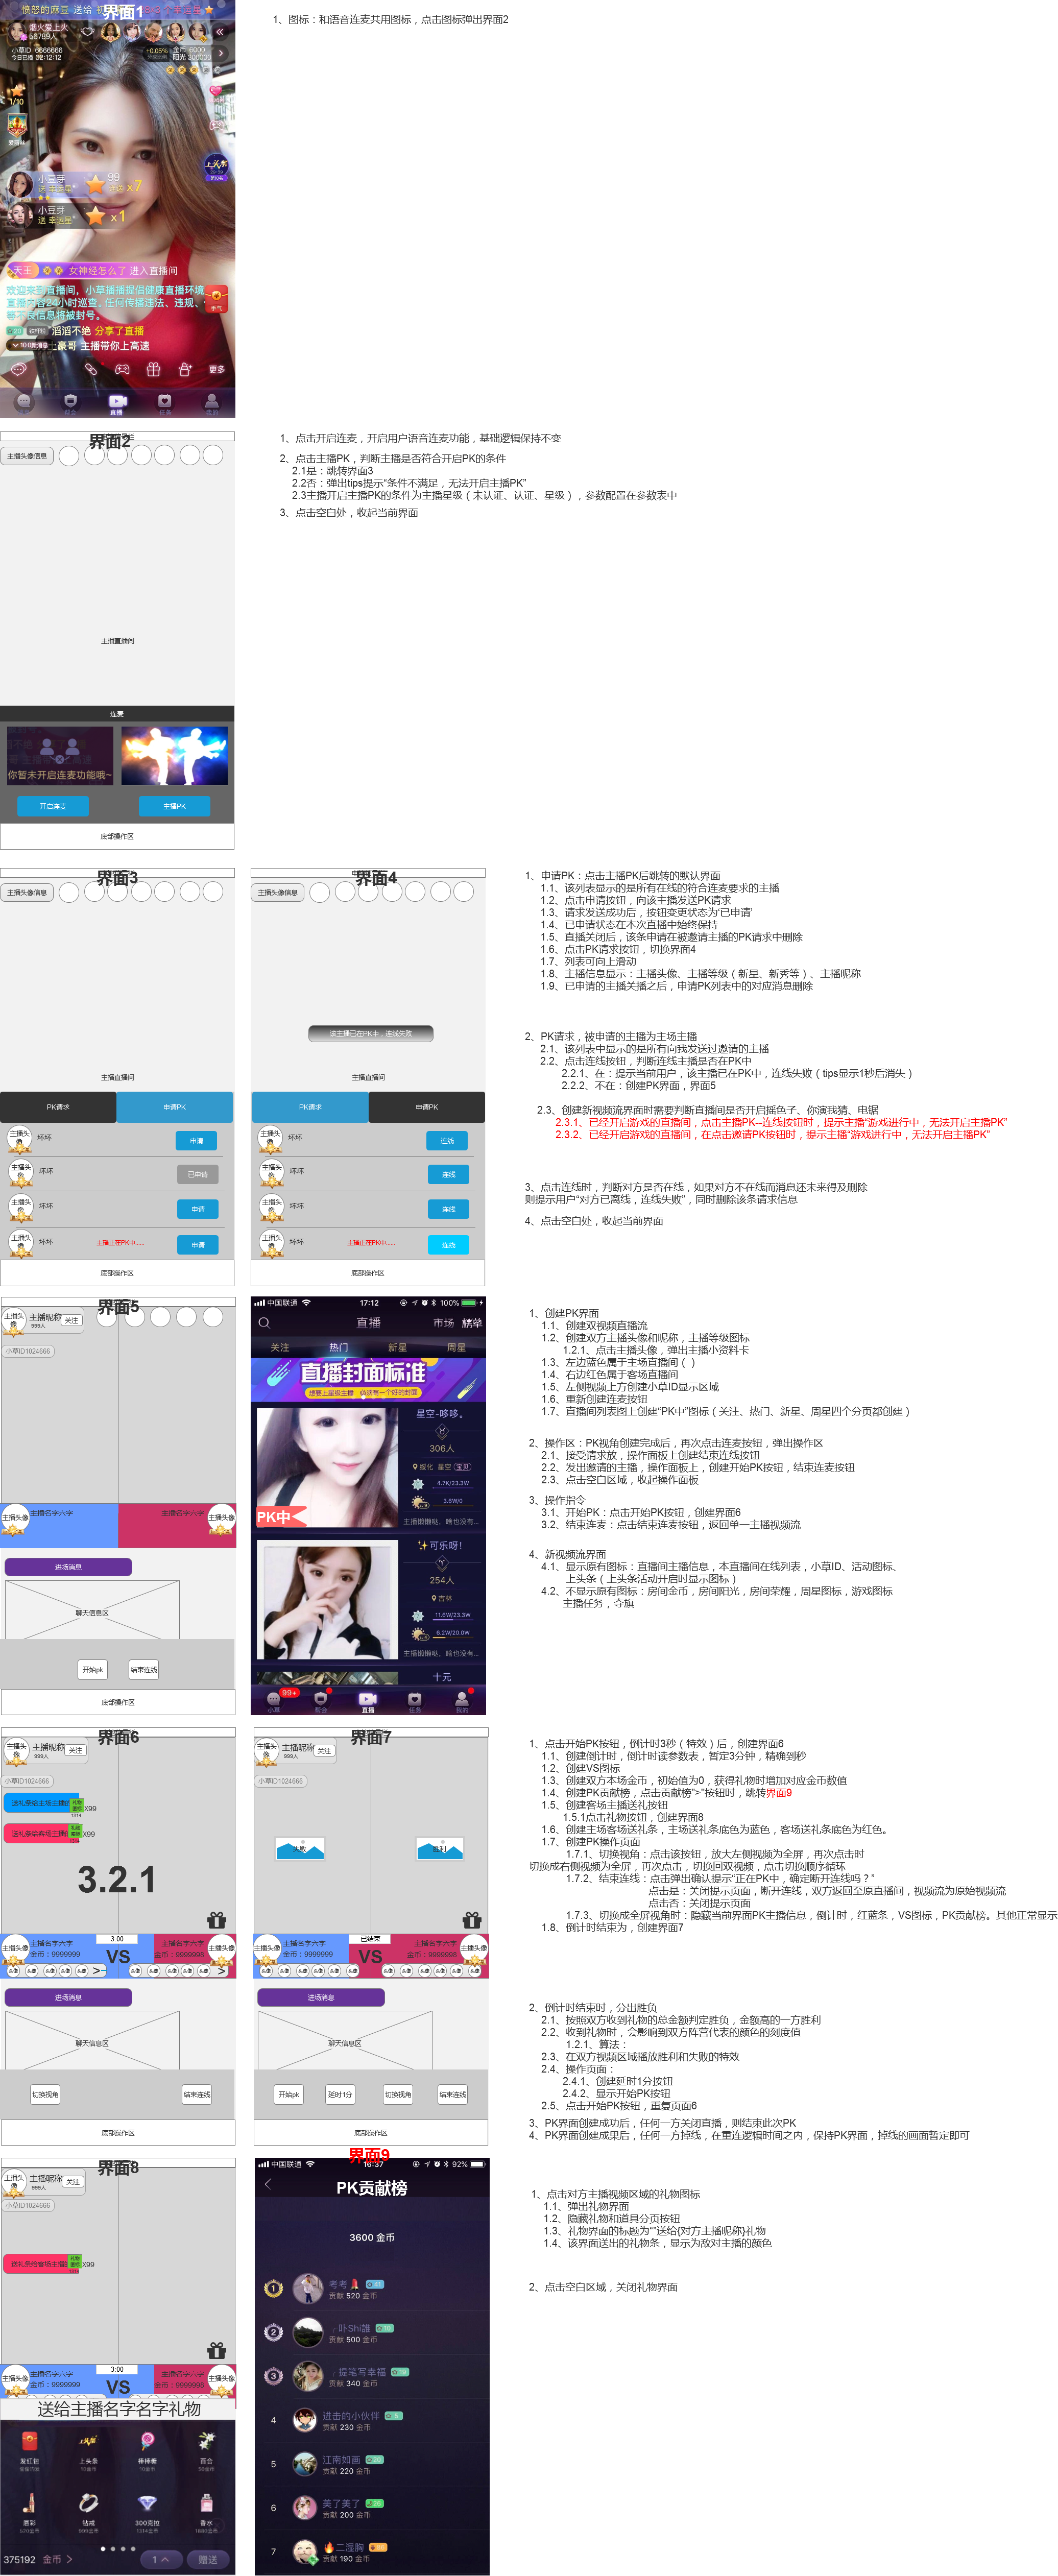 界面1
愤怒的麻豆 送给 初
烟火爱上火
56789人
小草ID 6666666
今日已播 02:12:12
+0.05%
金币 6000
阳光 300000
1/10
上头条
小豆芽
99
送 幸运星
x7
小豆芽
送 幸运星
x1
天王
女神经怎么了 进入直播间
欢迎来到直播间，小草播播提倡健康直播环境
直播内容24小时巡查，任何传播违法、违规、
等不良信息将被封号。
手气
滔滔不绝 分享了直播
100条消息
豪哥 主播带你上高速
更多
直播
任务
1、图标：和语音连麦共用图标，点击图标弹出界面2
界面2
主播头像信息
主播直播间
连麦
你暂未开启连麦功能哦~
开启连麦
主播PK
底部操作区
1、点击开启连麦，开启用户语音连麦功能，基础逻辑保持不变
2、点击主播PK，判断主播是否符合开启PK的条件
2.1是：跳转界面3
2.2否：弹出tips提示“条件不满足，无法开启主播PK”
2.3主播开启主播PK的条件为主播星级（未认证、认证、星级），参数配置在参数表中
3、点击空白处，收起当前界面
界面3
主播头像信息
主播直播间
PK请求
申请PK
主播头像
坏坏
申请
主播头像
坏坏
已申请
主播头像
坏坏
申请
主播头像
坏坏
主播正在PK中......
申请
底部操作区
界面4
主播头像信息
该主播已在PK中，连线失败
主播直播间
PK请求
申请PK
主播头像
坏坏
连线
主播头像
坏坏
连线
主播头像
坏坏
连线
主播头像
坏坏
主播正在PK中......
连线
底部操作区
1、申请PK：点击主播PK后跳转的默认界面
1.1、该列表显示的是所有在线的符合连麦要求的主播
1.2、点击申请按钮，向该主播发送PK请求
1.3、请求发送成功后，按钮变更状态为‘已申请’
1.4、已申请状态在本次直播中始终保持
1.5、直播关闭后，该条申请在被邀请主播的PK请求中删除
1.6、点击PK请求按钮，切换界面4
1.7、列表可向上滑动
1.8、主播信息显示：主播头像、主播等级（新星、新秀等）、主播昵称
1.9、已申请的主播关播之后，申请PK列表中的对应消息删除
2、PK请求，被申请的主播为主场主播
2.1、该列表中显示的是所有向我发送过邀请的主播
2.2、点击连线按钮，判断连线主播是否在PK中
2.2.1、在：提示当前用户，该主播已在PK中，连线失败（tips显示1秒后消失）
2.2.2、不在：创建PK界面，界面5
2.3、创建新视频流界面时需要判断直播间是否开启摇色子、你演我猜、电锯
2.3.1、已经开启游戏的直播间，点击主播PK--连线按钮时，提示主播“游戏进行中，无法开启主播PK”
2.3.2、已经开启游戏的直播间，在点击邀请PK按钮时，提示主播“游戏进行中，无法开启主播PK”
3、点击连线时，判断对方是否在线，如果对方不在线而消息还未来得及删除
则提示用户“对方已离线，连线失败”，同时删除该条请求信息
4、点击空白处，收起当前界面
界面5
主播头像
主播昵称
999人
关注
小草ID1024666
主播头像
主播名字六字
主播名字六字
主播头像
进场消息
聊天信息区
开始pk
结束连线
底部操作区
中国联通
17:12
100%
直播
市场
榜单
关注
热门
新星
周星
直播封面标准
想要上星级主播
必须有一个好的封面
星空-哆哆。
306人
绥化
星空
宝贝
4.7K/23.3W
3.6W/0
主播懒懒哒，啥也没有...
PK中
可乐呀!
254人
吉林
11.6W/23.3W
6.2W/20.0W
主播懒懒哒，啥也没有...
十元
99+
小草
帮会
直播
任务
我的
1、创建PK界面
1.1、创建双视频直播流
1.2、创建双方主播头像和昵称，主播等级图标
1.2.1、点击主播头像，弹出主播小资料卡
1.3、左边蓝色属于主场直播间（ ）
1.4、右边红色属于客场直播间
1.5、左侧视频上方创建小草ID显示区域
1.6、重新创建连麦按钮
1.7、直播间列表图上创建“PK中”图标（关注、热门、新星、周星四个分页都创建）
2、操作区：PK视角创建完成后，再次点击连麦按钮，弹出操作区
2.1、接受请求放，操作面板上创建结束连线按钮
2.2、发出邀请的主播，操作面板上，创建开始PK按钮，结束连麦按钮
2.3、点击空白区域，收起操作面板
3、操作指令
3.1、开始PK：点击开始PK按钮，创建界面6
3.2、结束连麦：点击结束连麦按钮，返回单一主播视频流
4、新视频流界面
4.1、显示原有图标：直播间主播信息，本直播间在线列表，小草ID、活动图标、
上头条（上头条活动开启时显示图标）
4.2、不显示原有图标：房间金币，房间阳光，房间荣耀，周星图标，游戏图标
主播任务，夺旗
界面6
主播头像
主播昵称
999人
关注
小草ID1024666
送礼条给主场主播的
X99
1314
送礼条给客场主播的
X99
3.2.1
主播头像
主播名字六字
金币：9999999
3:00
VS
主播名字六字
金币：9999999
主播头像
进场消息
聊天信息区
切换视角
结束连线
底部操作区
界面7
主播头像
主播昵称
999人
关注
小草ID1024666
失败
胜利
主播头像
主播名字六字
金币：9999999
已结束
VS
主播名字六字
金币：9999999
主播头像
进场消息
聊天信息区
开始pk
延时1分
切换视角
结束连线
底部操作区
1、点击开始PK按钮，倒计时3秒（特效）后，创建界面6
1.1、创建倒计时，倒计时读参数表，暂定3分钟，精确到秒
1.2、创建VS图标
1.3、创建双方本场金币，初始值为0，获得礼物时增加对应金币数值
1.4、创建PK贡献榜，点击贡献榜">"按钮时，跳转界面9
1.5、创建客场主播送礼按钮
1.5.1点击礼物按钮，创建界面8
1.6、创建主场客场送礼条，主场送礼条底色为蓝色，客场送礼条底色为红色。
1.7、创建PK操作页面
1.7.1、切换视角：点击该按钮，放大左侧视频为全屏，再次点击时
切换成右侧视频为全屏，再次点击，切换回双视频，点击切换顺序循环
1.7.2、结束连线：点击弹出确认提示“正在PK中，确定断开连线吗？”
点击是：关闭提示页面，断开连线，双方返回至原直播间，视频流为原始视频流
点击否：关闭提示页面
1.7.3、切换成全屏视角时：隐藏当前界面PK主播信息，倒计时，红蓝条，VS图标，PK贡献榜。其他正常显示
1.8、倒计时结束为，创建界面7
2、倒计时结束时，分出胜负
2.1、按照双方收到礼物的总金额判定胜负，金额高的一方胜利
2.2、收到礼物时，会影响到双方阵营代表的颜色的刻度值
1.2.1、算法：
2.3、在双方视频区域播放胜利和失败的特效
2.4、操作页面：
2.4.1、创建延时1分按钮
2.4.2、显示开始PK按钮
2.5、点击开始PK按钮，重复页面6
3、PK界面创建成功后，任何一方关闭直播，则结束此次PK
4、PK界面创建成果后，任何一方掉线，在重连逻辑时间之内，保持PK界面，掉线的画面暂定即可
界面8
主播头像
主播昵称
999人
关注
小草ID1024666
送礼条给客场主播的
X99
主播头像
主播名字六字
金币：9999999
3:00
VS
主播名字六字
金币：9999999
主播头像
送给主播名字名字礼物
爱红包
上头条
10金币
棒棒糖
10金币
百合
50金币
唇彩
520金币
钻戒
999金币
300克拉
1314金币
香水
1880金币
375192 金币 >
1
赠送
界面9
中国联通
16:37
92%
PK贡献榜
3600 金币
1
考考
贡献 520 金币
2
卟Shi誰
贡献 500 金币
3
提笔写幸福
贡献 340 金币
4
进击的小伙伴
贡献 230 金币
5
江南如画
贡献 220 金币
6
美了美了
贡献 200 金币
7
二湿胸
贡献 190 金币
1、点击对方主播视频区域的礼物图标
1.1、弹出礼物界面
1.2、隐藏礼物和道具分页按钮
1.3、礼物界面的标题为“”送给{对方主播昵称}礼物
1.4、该界面送出的礼物条，显示为敌对主播的颜色
2、点击空白区域，关闭礼物界面